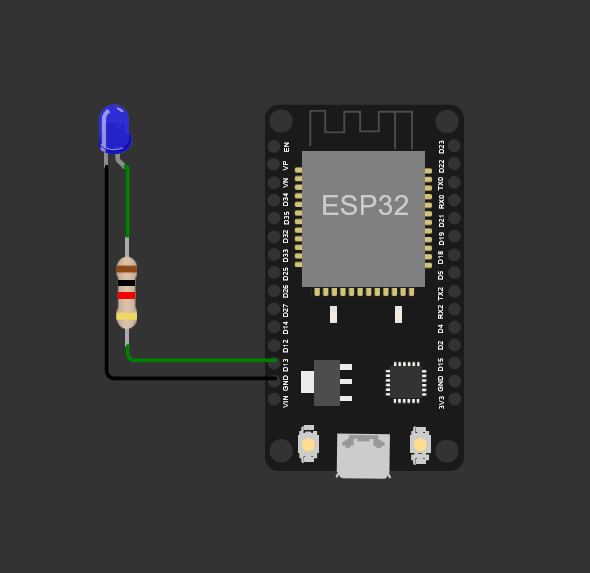 ESP32
EN
VP
VN
D34
D35
D32
D33
D25
D26
D27
D14
D12
D13
GND
VIN
D23
D22
TX0
RX0
D21
D19
D18
D5
TX2
RX2
D4
D2
D15
GND
3V3